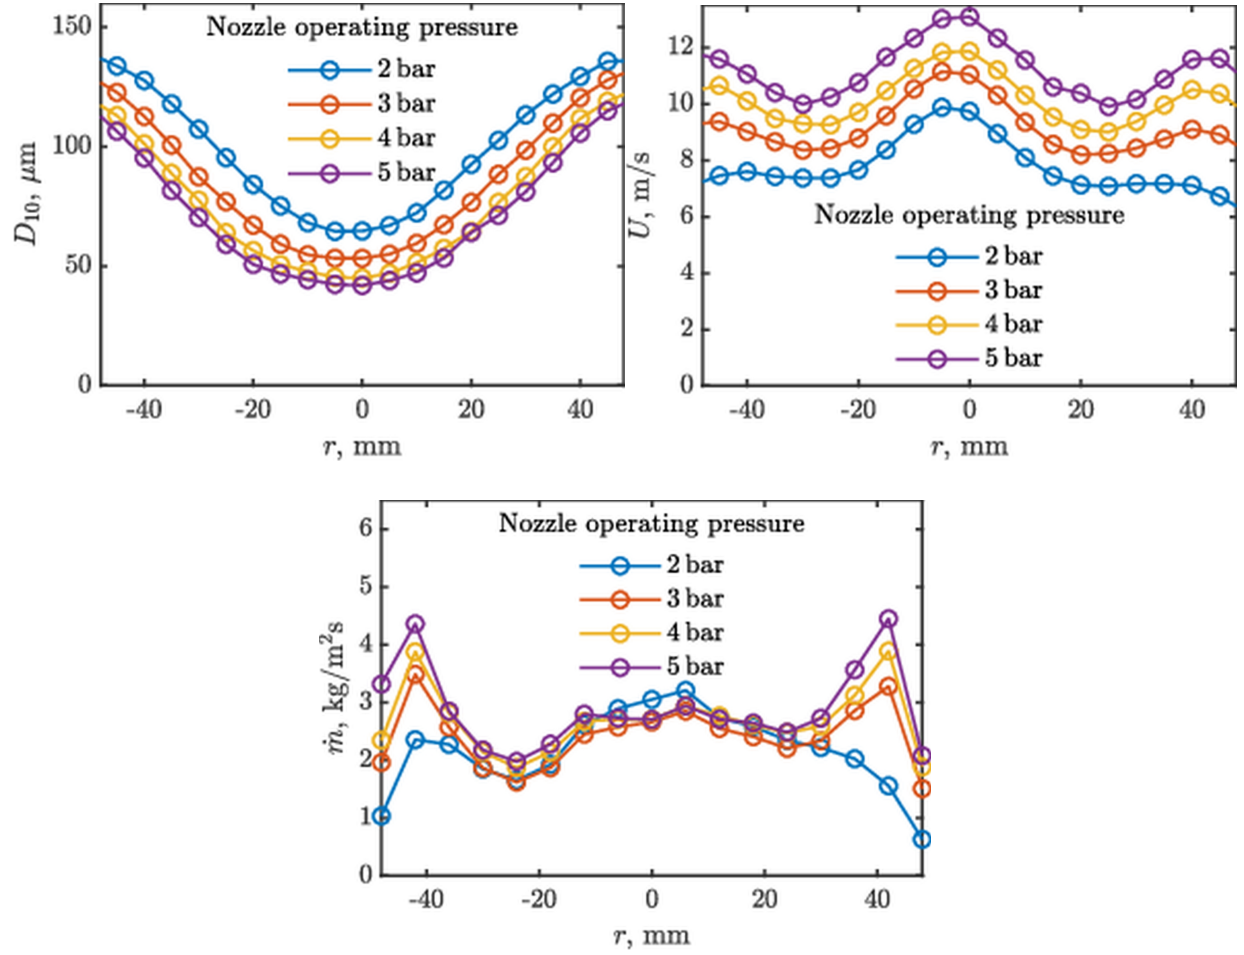 Nozzle operating pressure
2 bar
3 bar
4 bar
5 bar
150
100
50
0
D₁₀, μm
-40 -20 0 20 40
r, mm
12
10
8
6
4
2
0
U, m/s
Nozzle operating pressure
2 bar
3 bar
4 bar
5 bar
-40 -20 0 20 40
r, mm
Nozzle operating pressure
2 bar
3 bar
4 bar
5 bar
6
5
4
3
2
1
0
ṁ, kg/m²s
-40 -20 0 20 40
r, mm